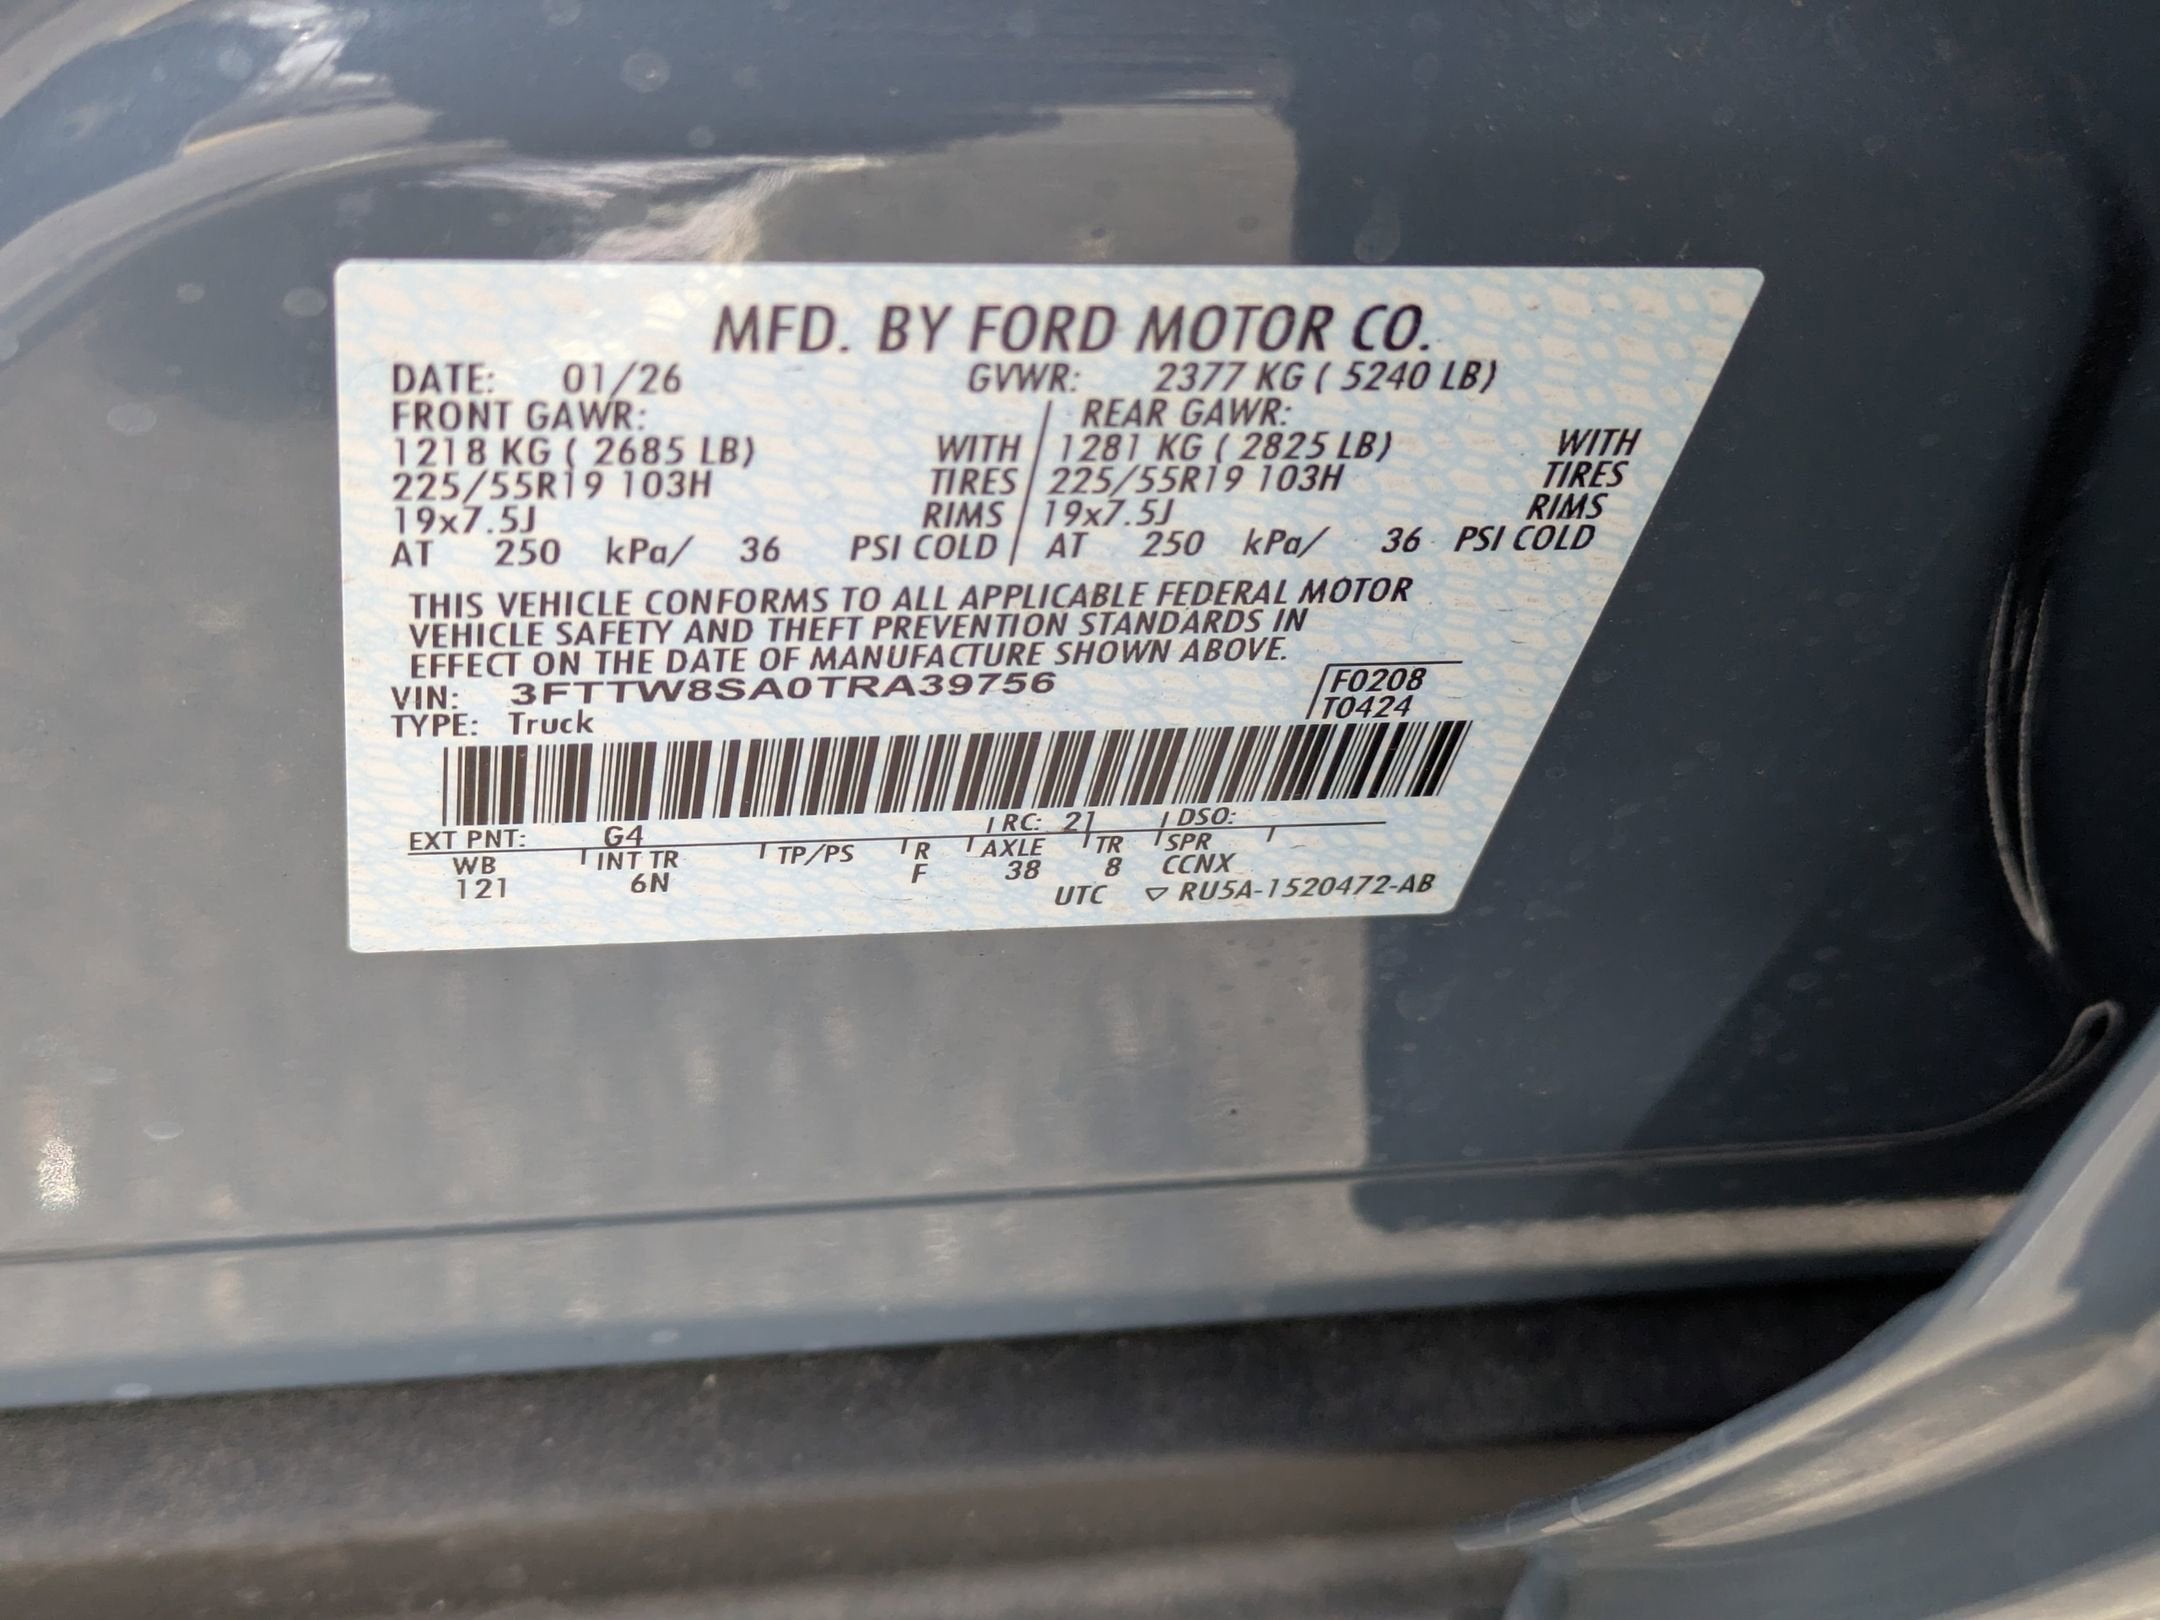 MFD. BY FORD MOTOR CO.
DATE: 01/26 GVWR: 2377 KG ( 5240 LB)
FRONT GAWR: REAR GAWR:
1218 KG ( 2685 LB) WITH 1281 KG ( 2825 LB) WITH
225/55R19 103H TIRES 225/55R19 103H TIRES
19x7.5J RIMS 19x7.5J RIMS
AT 250 kPa/ 36 PSI COLD AT 250 kPa/ 36 PSI COLD
THIS VEHICLE CONFORMS TO ALL APPLICABLE FEDERAL MOTOR
VEHICLE SAFETY AND THEFT PREVENTION STANDARDS IN
EFFECT ON THE DATE OF MANUFACTURE SHOWN ABOVE.
VIN: 3FTTW8SA0TRA39756 F0208
TYPE: Truck T0424
EXT PNT: G4 RC: 21 DSO:
WB INT TR TP/PS R AXLE TR SPR
121 6N F 38 8 CCNX
UTC ▽ RU5A-1520472-AB